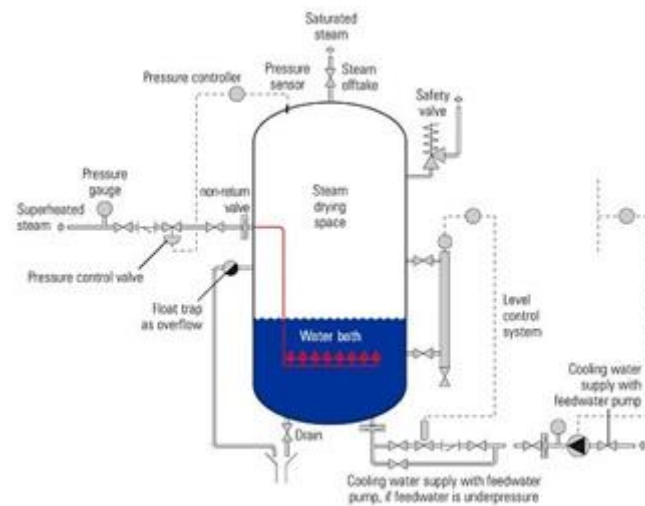 Saturated
steam
Pressure controller
Pressure
sensor
Steam
offtake
Safety
valve
Pressure
gauge
non-return
valve
Steam
drying
space
Superheated
steam
Pressure control valve
Float trap
as overflow
Level
control
system
Water bath
Cooling water
supply with
feedwater pump
Drain
Cooling water supply with feedwater
pump, if feedwater is underpressure